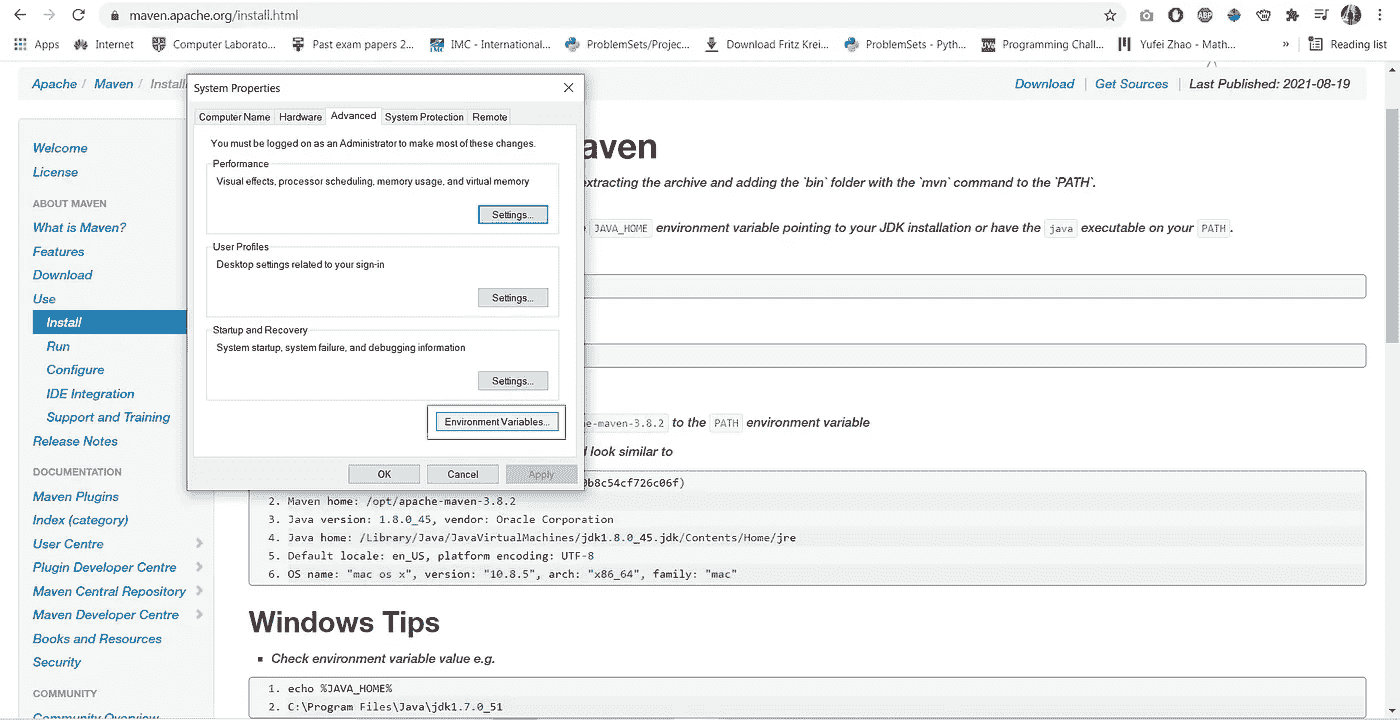 maven.apache.org/install.html
Apps Internet Computer Laborato... Past exam papers 2... IMC - Internationa l... ProblemSets/Projec... Download Fritz Krei... ProblemSets - Pyth... Programming Chall... Yufei Zhao - Math... » Reading list
Apache / Maven / Install
Download | Get Sources | Last Published: 2021-08-19
System Properties
Computer Name Hardware Advanced System Protection Remote
You must be logged on as an Administrator to make most of these changes.
Performance
Visual effects, processor scheduling, memory usage, and virtual memory
Settings...
User Profiles
Desktop settings related to your sign-in
Settings...
Startup and Recovery
System startup, system failure, and debugging information
Settings...
Environment Variables...
OK Cancel Apply
Welcome
License
ABOUT MAVEN
What is Maven?
Features
Download
Use
Install
Run
Configure
IDE Integration
Support and Training
Release Notes
DOCUMENTATION
Maven Plugins
Index (category)
User Centre
Plugin Developer Centre
Maven Central Repository
Maven Developer Centre
Books and Resources
Security
COMMUNITY
Community Overview
aven
extracting the archive and adding the `bin` folder with the `mvn` command to the `PATH`.
JAVA_HOME environment variable pointing to your JDK installation or have the java executable on your PATH.
e-maven-3.8.2 to the PATH environment variable
look similar to
0b8c54cf726c06f)
2. Maven home: /opt/apache-maven-3.8.2
3. Java version: 1.8.0_45, vendor: Oracle Corporation
4. Java home: /Library/Java/JavaVirtualMachines/jdk1.8.0_45.jdk/Contents/Home/jre
5. Default locale: en_US, platform encoding: UTF-8
6. OS name: "mac os x", version: "10.8.5", arch: "x86_64", family: "mac"
Windows Tips
Check environment variable value e.g.
1. echo %JAVA_HOME%
2. C:\Program Files\Java\jdk1.7.0_51